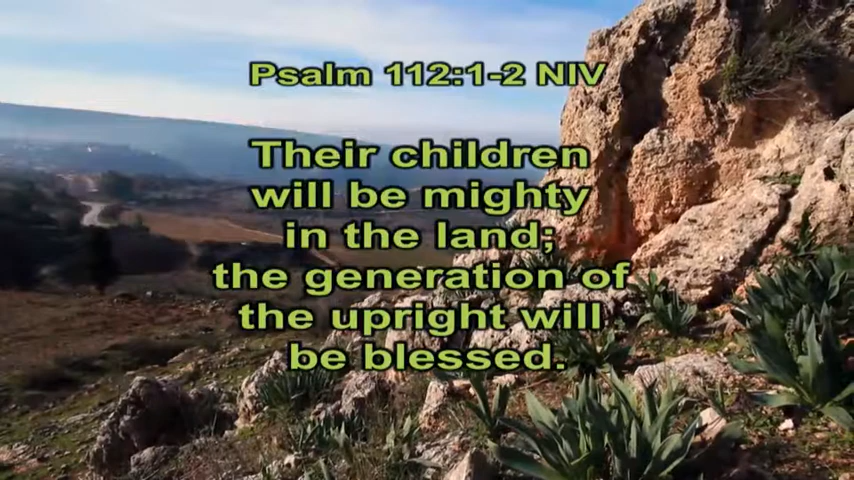 Psalm 112:1-2 NIV
Their children
will be mighty
in the land;
the generation of
the upright will
be blessed.